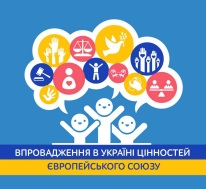 ВПРОВАДЖЕННЯ В УКРАЇНІ ЦІННОСТЕЙ
ЄВРОПЕЙСЬКОГО СОЮЗУ